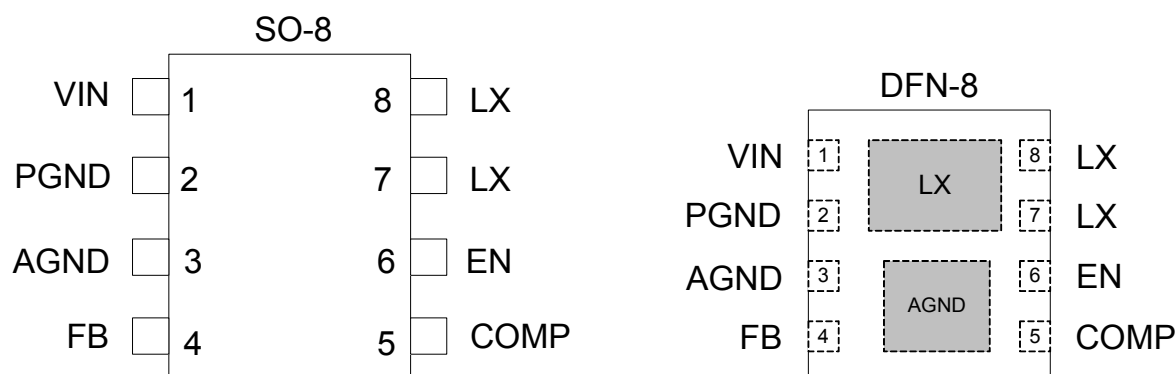 SO-8
VIN 1 8 LX
PGND 2 7 LX
AGND 3 6 EN
FB 4 5 COMP
DFN-8
VIN 1 LX 8 LX
PGND 2 7 LX
AGND 3 AGND 6 EN
FB 4 5 COMP